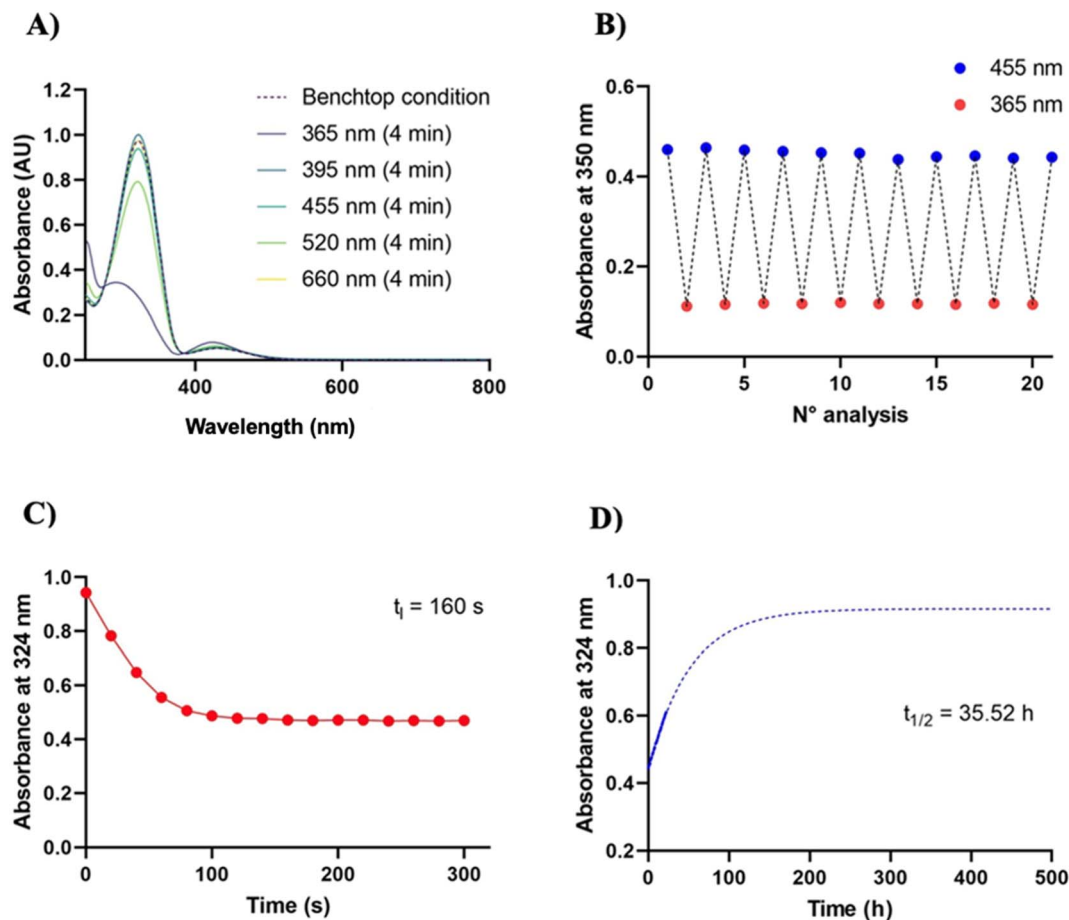 A)
Absorbance (AU)
1.2
1.0
0.8
0.6
0.4
0.2
0.0
400
600
800
Wavelength (nm)
Benchtop condition
365 nm (4 min)
395 nm (4 min)
455 nm (4 min)
520 nm (4 min)
660 nm (4 min)
B)
455 nm
365 nm
Absorbance at 350 nm
0.6
0.4
0.2
0.0
0
5
10
15
20
N° analysis
C)
Absorbance at 324 nm
1.0
0.8
0.6
0.4
0.2
0.0
0
100
200
300
Time (s)
tI = 160 s
D)
Absorbance at 324 nm
1.0
0.8
0.6
0.4
0.2
0
100
200
300
400
500
Time (h)
t1/2 = 35.52 h